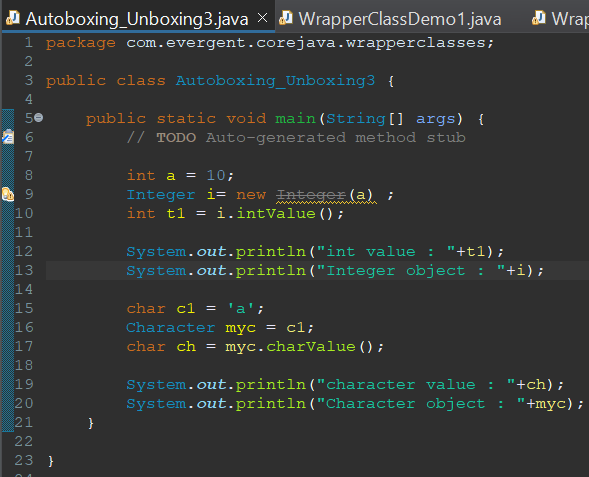 Autoboxing_Unboxing3.java WrapperClassDemo1.java Wrap
1 package com.evergent.corejava.wrapperclasses;
2
3 public class Autoboxing_Unboxing3 {
4
5 public static void main(String[] args) {
6 // TODO Auto-generated method stub
7
8 int a = 10;
9 Integer i= new Integer(a) ;
10 int t1 = i.intValue();
11
12 System.out.println("int value : "+t1);
13 System.out.println("Integer object : "+i);
14
15 char c1 = 'a';
16 Character myc = c1;
17 char ch = myc.charValue();
18
19 System.out.println("character value : "+ch);
20 System.out.println("Character object : "+myc);
21 }
22
23 }